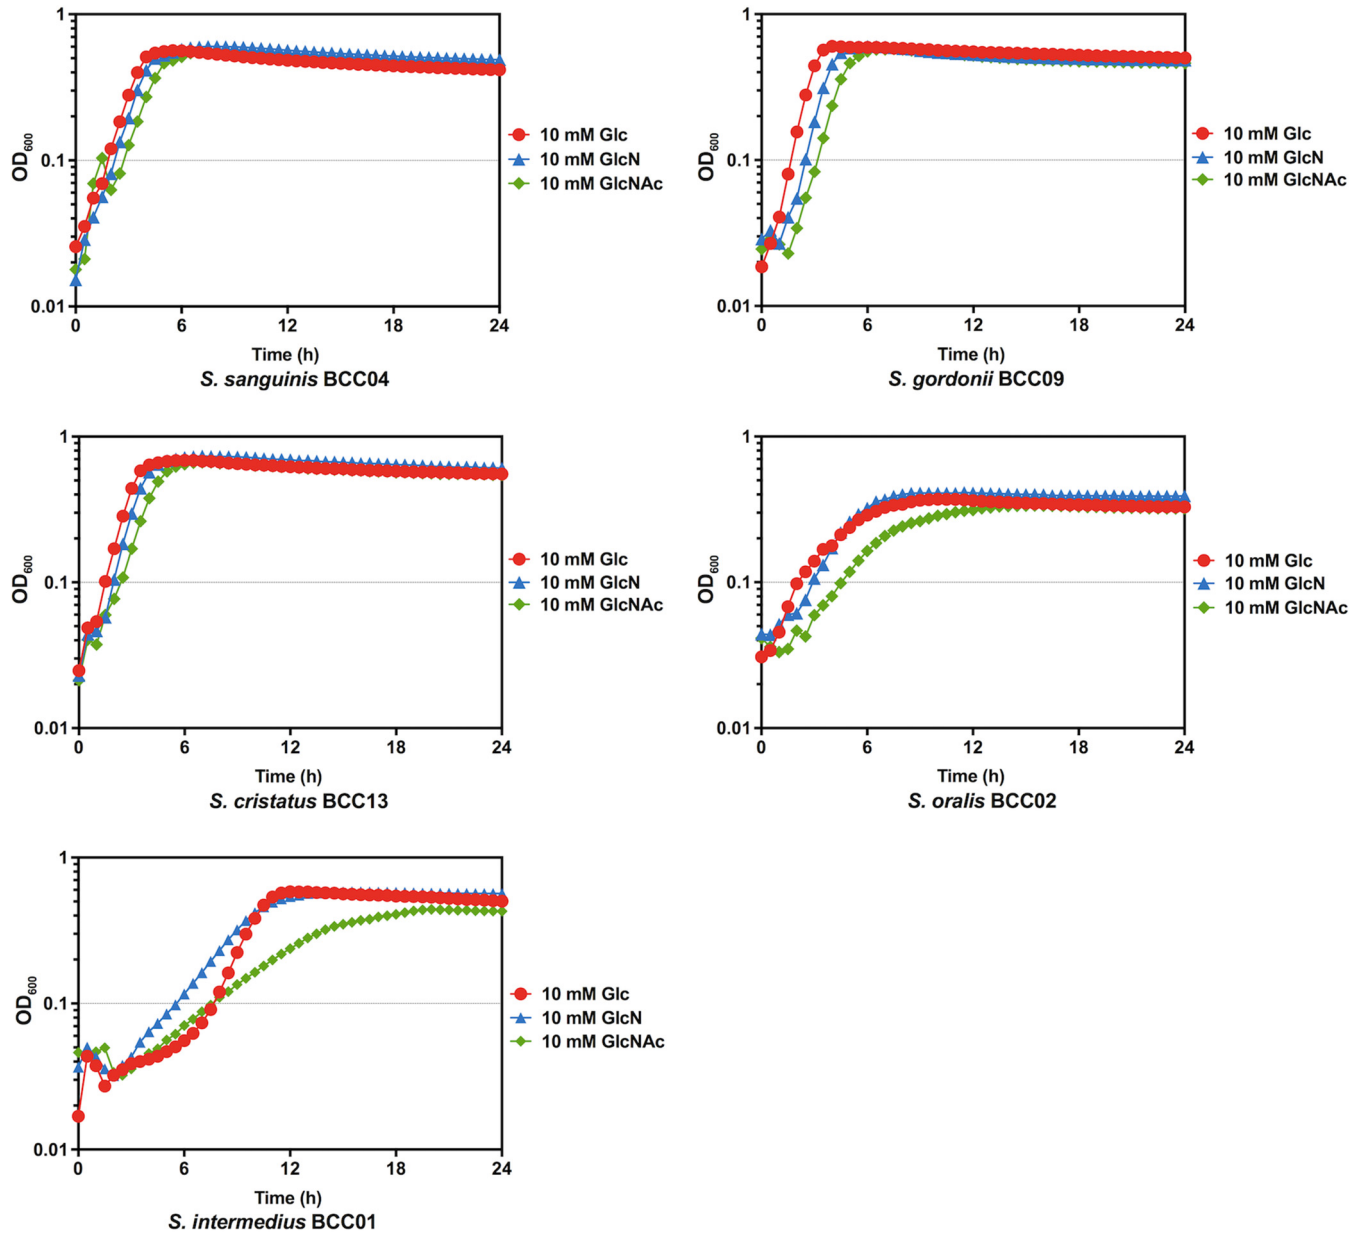 1
0.1
0.01
OD600
0 6 12 18 24
Time (h)
S. sanguinis BCC04
10 mM Glc
10 mM GlcN
10 mM GlcNAc
1
0.1
0.01
OD600
0 6 12 18 24
Time (h)
S. gordonii BCC09
10 mM Glc
10 mM GlcN
10 mM GlcNAc
1
0.1
0.01
OD600
0 6 12 18 24
Time (h)
S. cristatus BCC13
10 mM Glc
10 mM GlcN
10 mM GlcNAc
1
0.1
0.01
OD600
0 6 12 18 24
Time (h)
S. oralis BCC02
10 mM Glc
10 mM GlcN
10 mM GlcNAc
1
0.1
0.01
OD600
0 6 12 18 24
Time (h)
S. intermedius BCC01
10 mM Glc
10 mM GlcN
10 mM GlcNAc